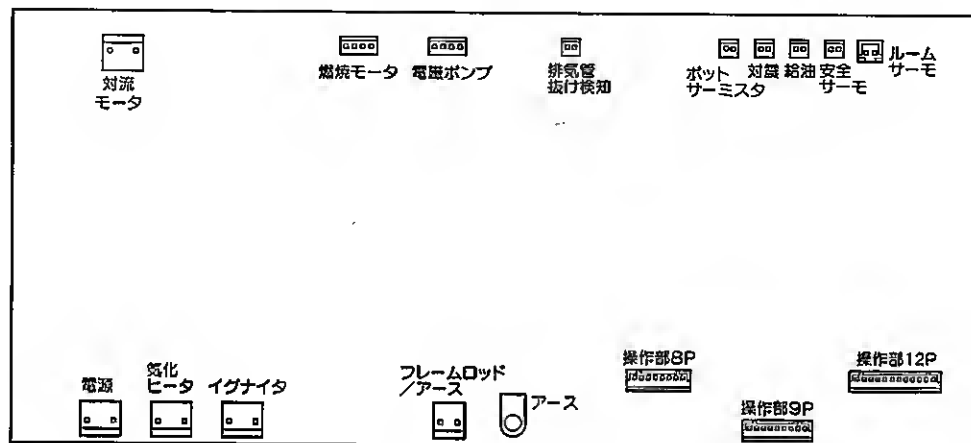 対流
モータ
燃焼モータ
電磁ポンプ
排気管
抜け検知
ポット
サーミスタ
対震
給油
安全
サーモ
ルーム
サーモ
電源
気化
ヒータ
イグナイタ
フレームロッド
/アース
アース
操作部8P
操作部9P
操作部12P